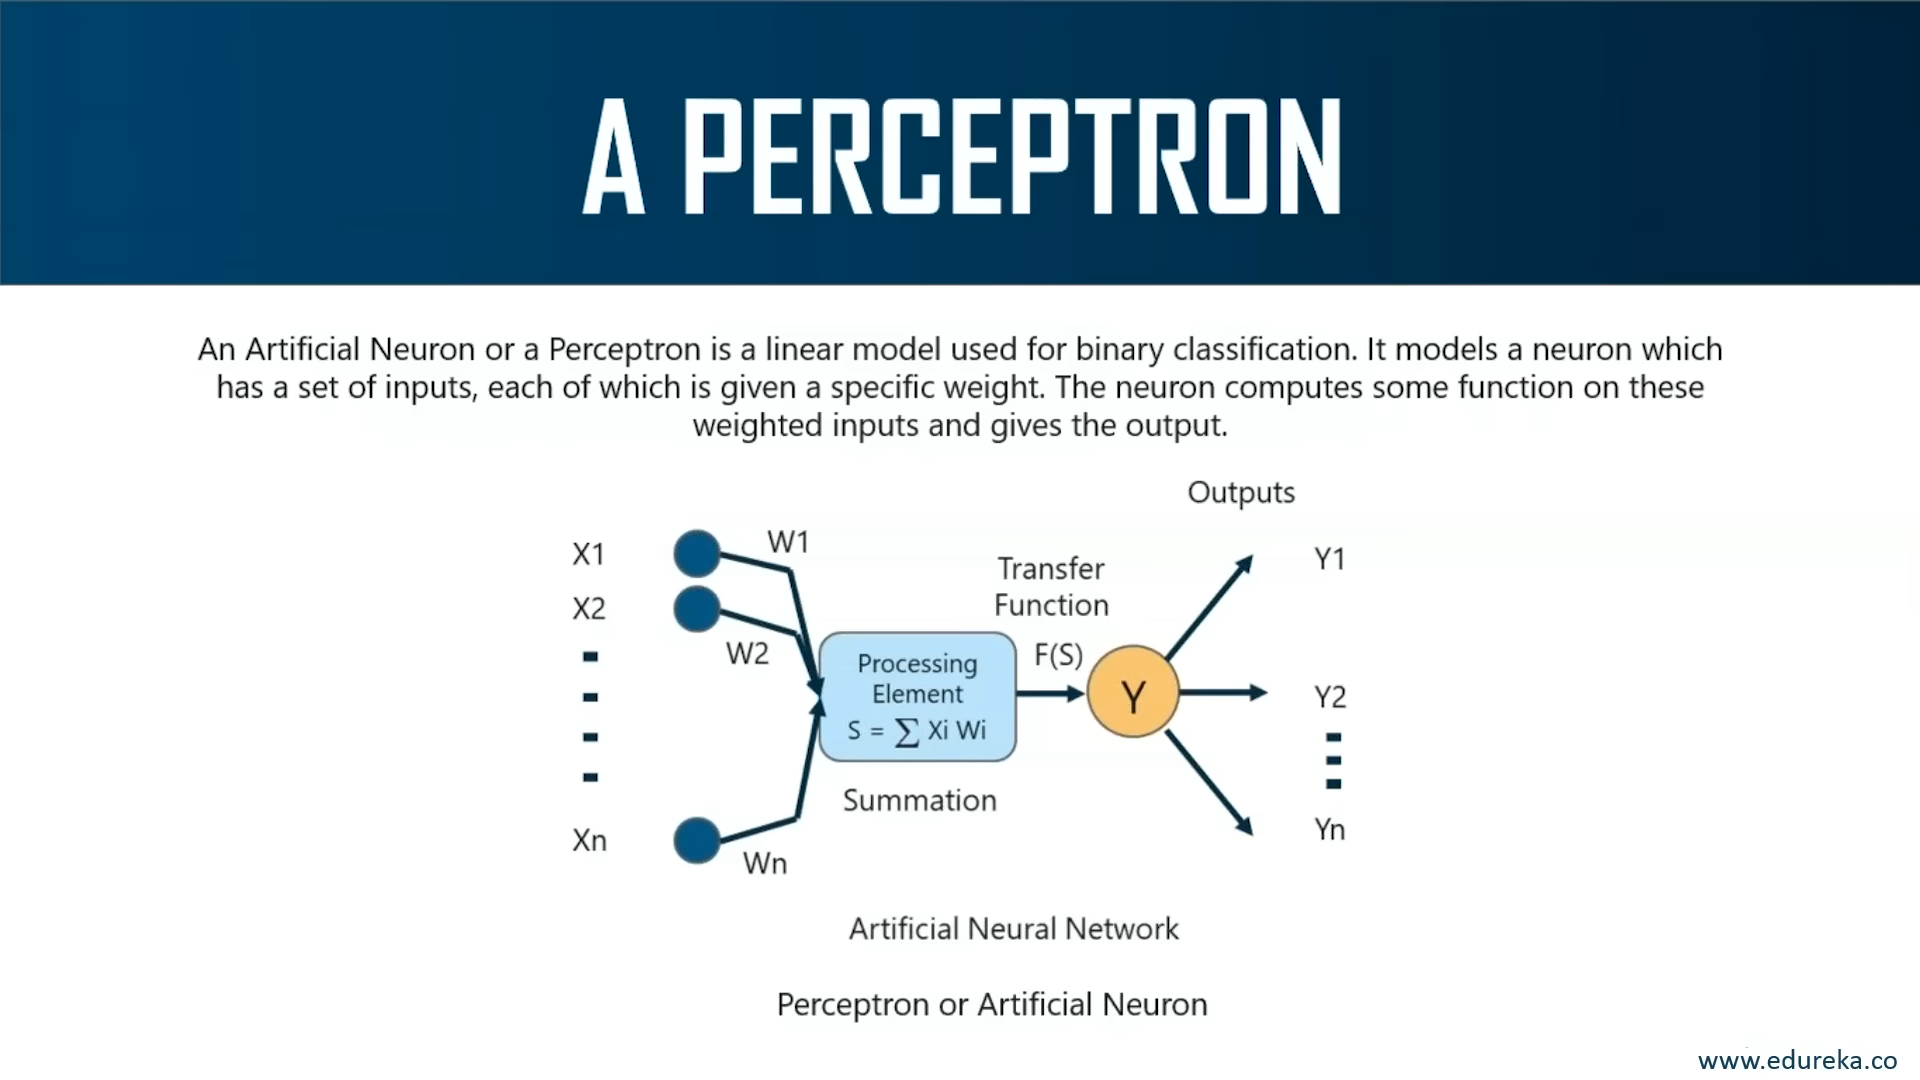 A PERCEPTRON
An Artificial Neuron or a Perceptron is a linear model used for binary classification. It models a neuron which
has a set of inputs, each of which is given a specific weight. The neuron computes some function on these
weighted inputs and gives the output.
Outputs
X1
W1
Transfer
Function
Y1
X2
W2
Processing
Element
S = ∑ Xi Wi
F(S)
Y
Y2
Summation
Xn
Wn
Yn
Artificial Neural Network
Perceptron or Artificial Neuron
www.edureka.co